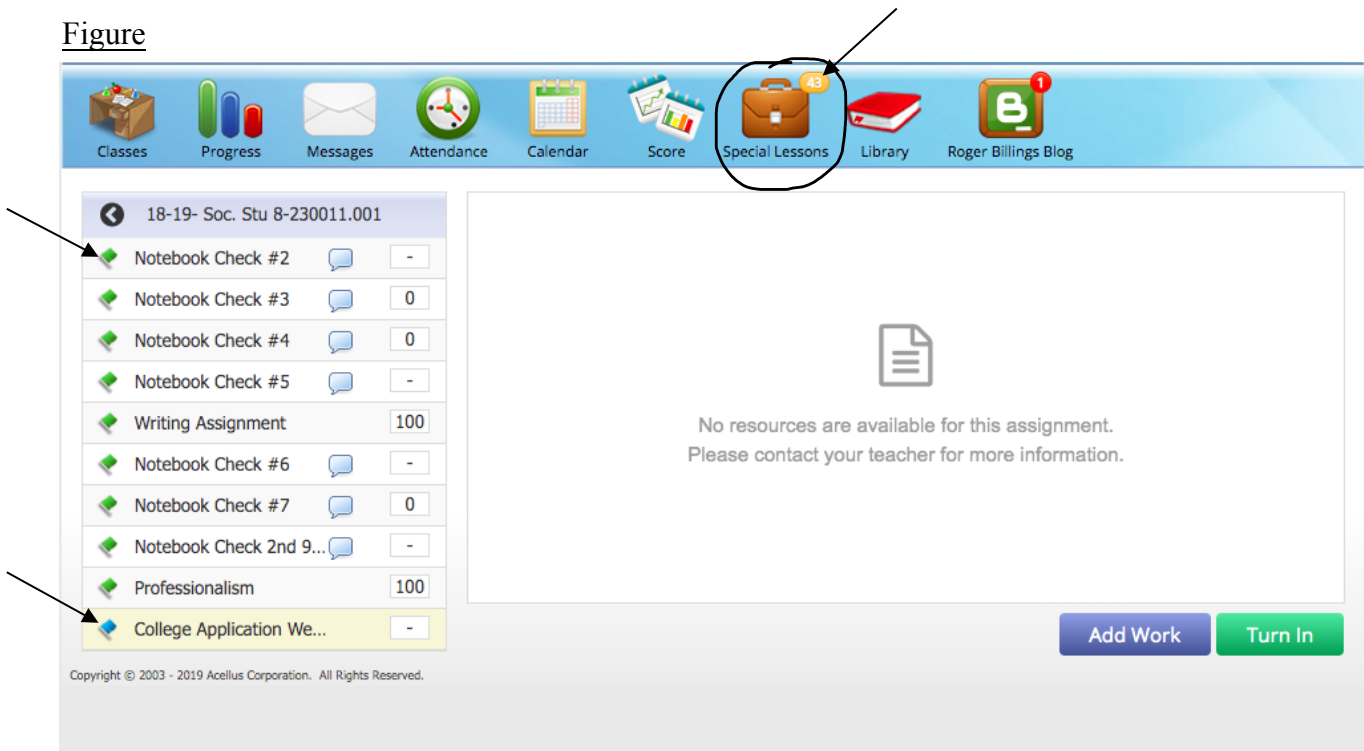 Figure
43
1
B
Classes Progress Messages Attendance Calendar Score Special Lessons Library Roger Billings Blog
18-19- Soc. Stu 8-230011.001
Notebook Check #2 -
Notebook Check #3 0
Notebook Check #4 0
Notebook Check #5 -
Writing Assignment 100
Notebook Check #6 -
Notebook Check #7 0
Notebook Check 2nd 9... -
Professionalism 100
College Application We... -
No resources are available for this assignment.
Please contact your teacher for more information.
Add Work Turn In
Copyright © 2003 - 2019 Acellus Corporation. All Rights Reserved.